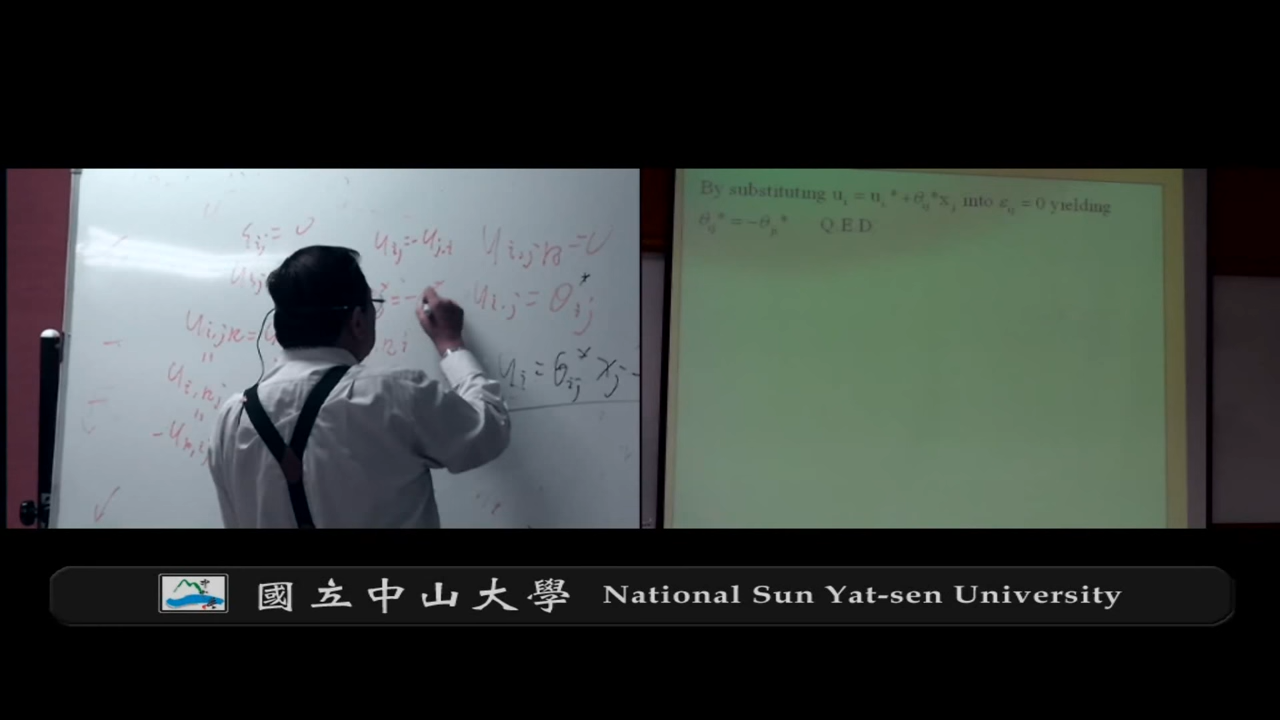 ε_ij = 0
u_i,j = -u_j,i
u_i,jk = 0
u_i,j = θ_ij*
u_i,jk =
"
u_i,kj
"
-u_k,ij
u_i = θ_ij* x_j
By substituting u_i = u_i* + θ_ij* x_j into ε_ij = 0 yielding
θ_ij* = -θ_ji* Q.E.D
國立中山大學 National Sun Yat-sen University